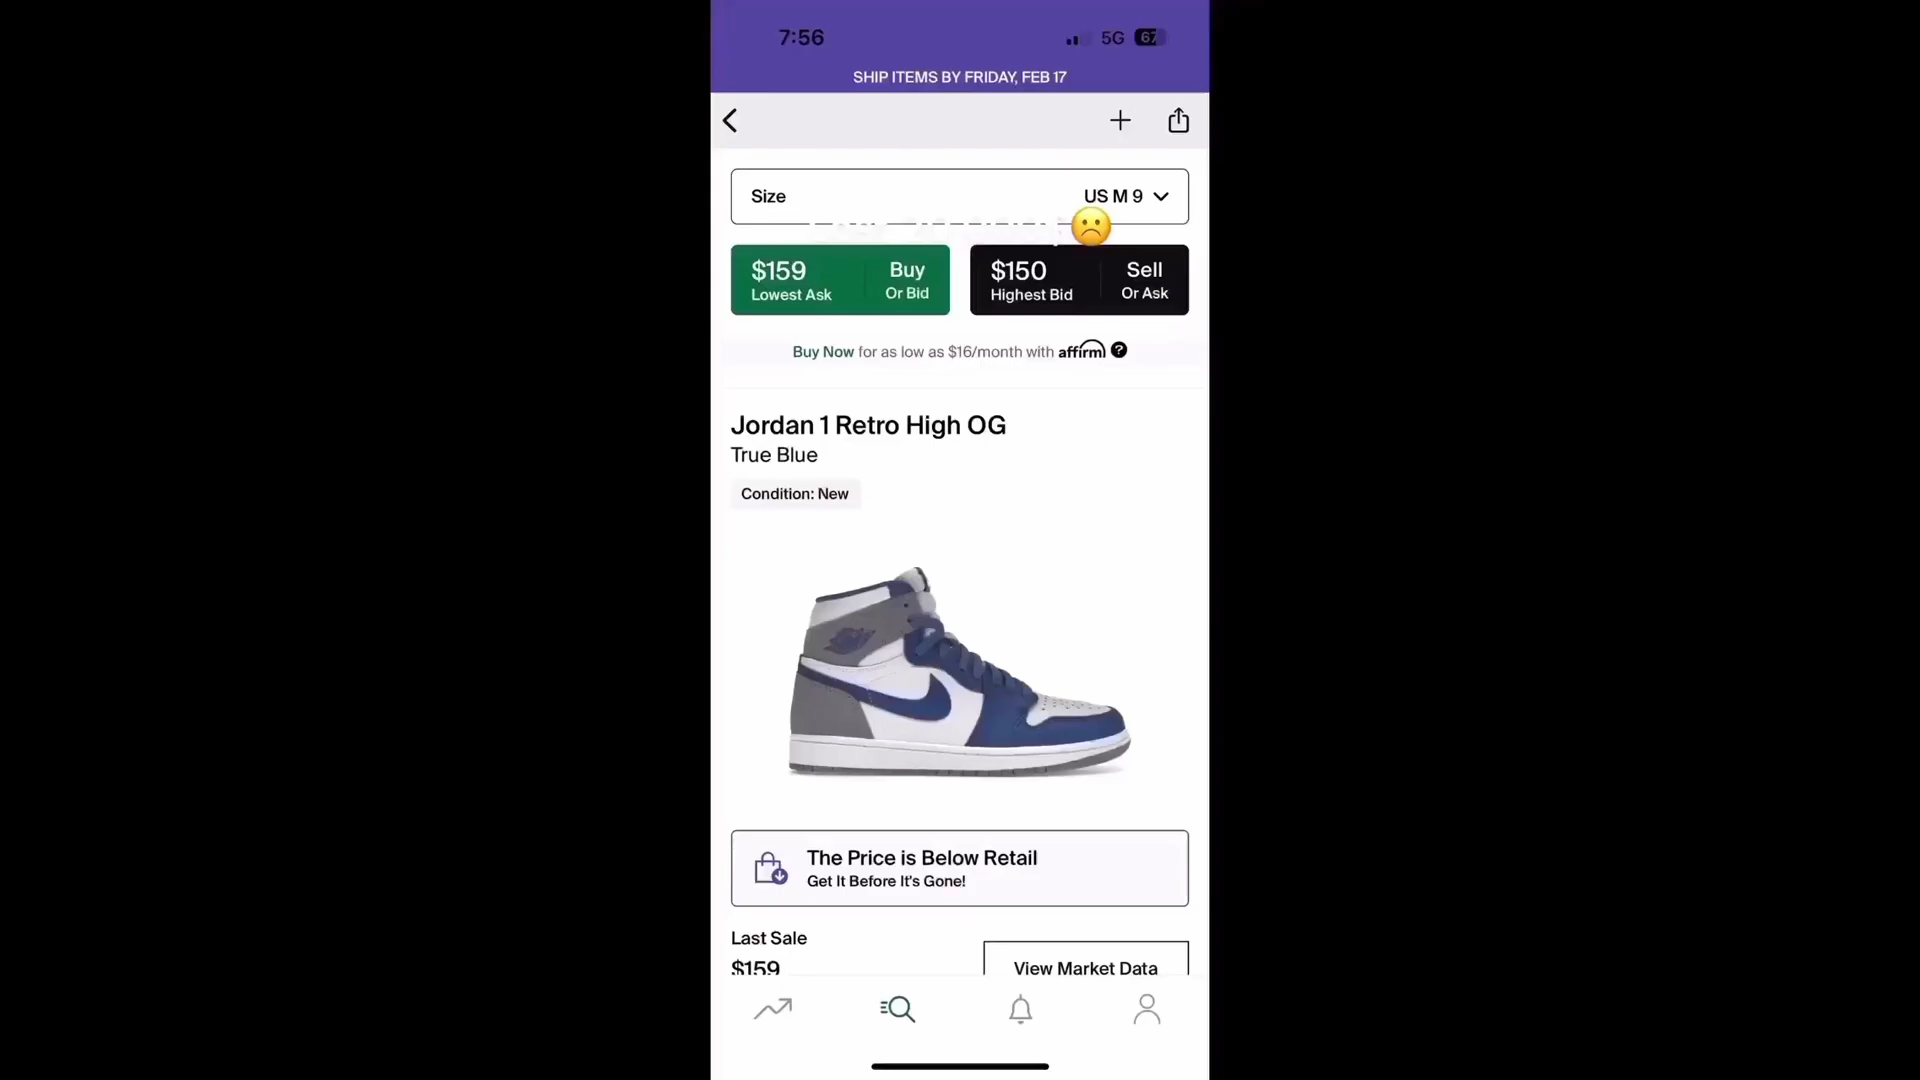 7:56
5G 67
SHIP ITEMS BY FRIDAY, FEB 17
Size
US M 9
$159
Lowest Ask
Buy
Or Bid
$150
Highest Bid
Sell
Or Ask
Buy Now for as low as $16/month with affirm ?
Jordan 1 Retro High OG
True Blue
Condition: New
The Price is Below Retail
Get It Before It's Gone!
Last Sale
$159
View Market Data